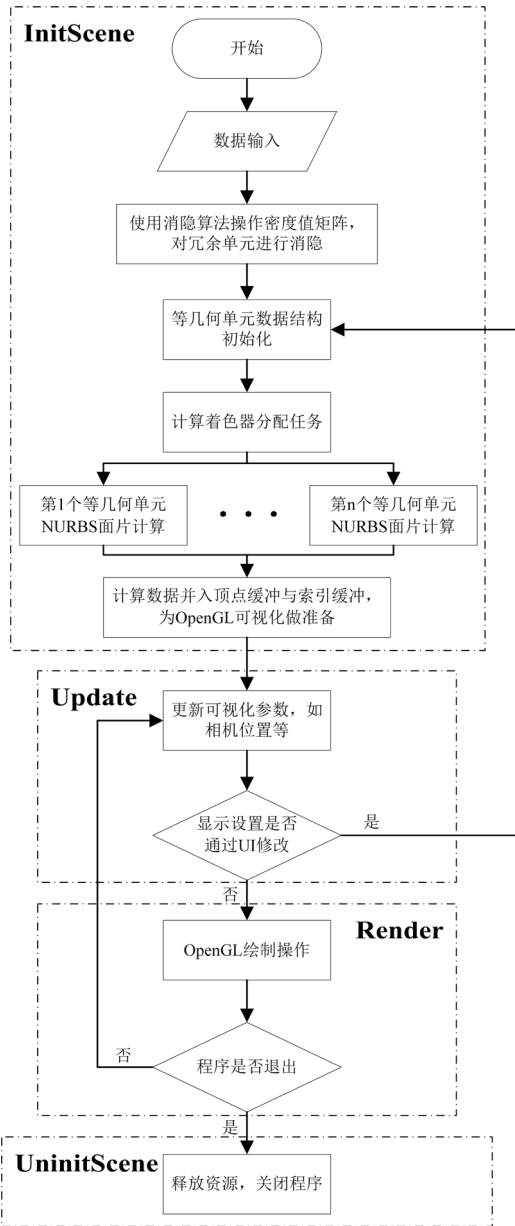 InitScene
开始
数据输入
使用消隐算法操作密度值矩阵，
对冗余单元进行消隐
等几何单元数据结构
初始化
计算着色器分配任务
第1个等几何单元
NURBS面片计算
• • •
第n个等几何单元
NURBS面片计算
计算数据并入顶点缓冲与索引缓冲，
为OpenGL可视化做准备
Update
更新可视化参数，如
相机位置等
显示设置是否
通过UI修改
是
否
Render
OpenGL绘制操作
程序是否退出
否
是
UninitScene
释放资源，关闭程序